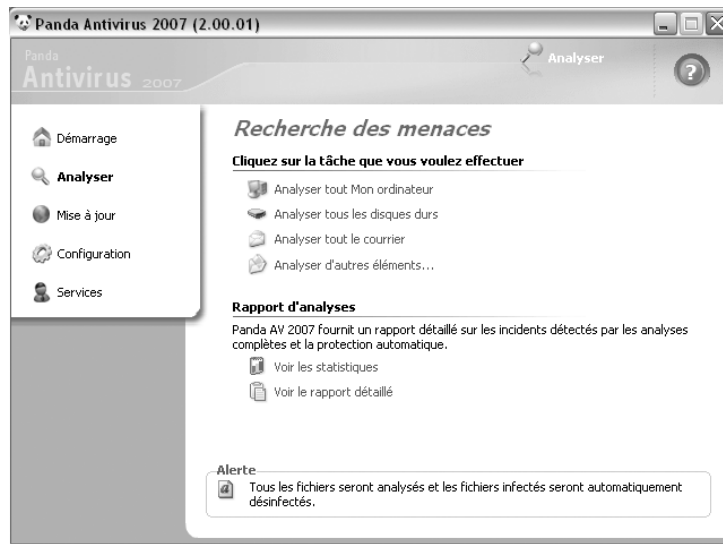 Panda Antivirus 2007 (2.00.01)
Panda
Antivirus 2007
Analyser
?
Démarrage
Analyser
Mise à jour
Configuration
Services
Recherche des menaces
Cliquez sur la tâche que vous voulez effectuer
Analyser tout Mon ordinateur
Analyser tous les disques durs
Analyser tout le courrier
Analyser d'autres éléments...
Rapport d'analyses
Panda AV 2007 fournit un rapport détaillé sur les incidents détectés par les analyses
complètes et la protection automatique.
Voir les statistiques
Voir le rapport détaillé
Alerte
Tous les fichiers seront analysés et les fichiers infectés seront automatiquement
désinfectés.